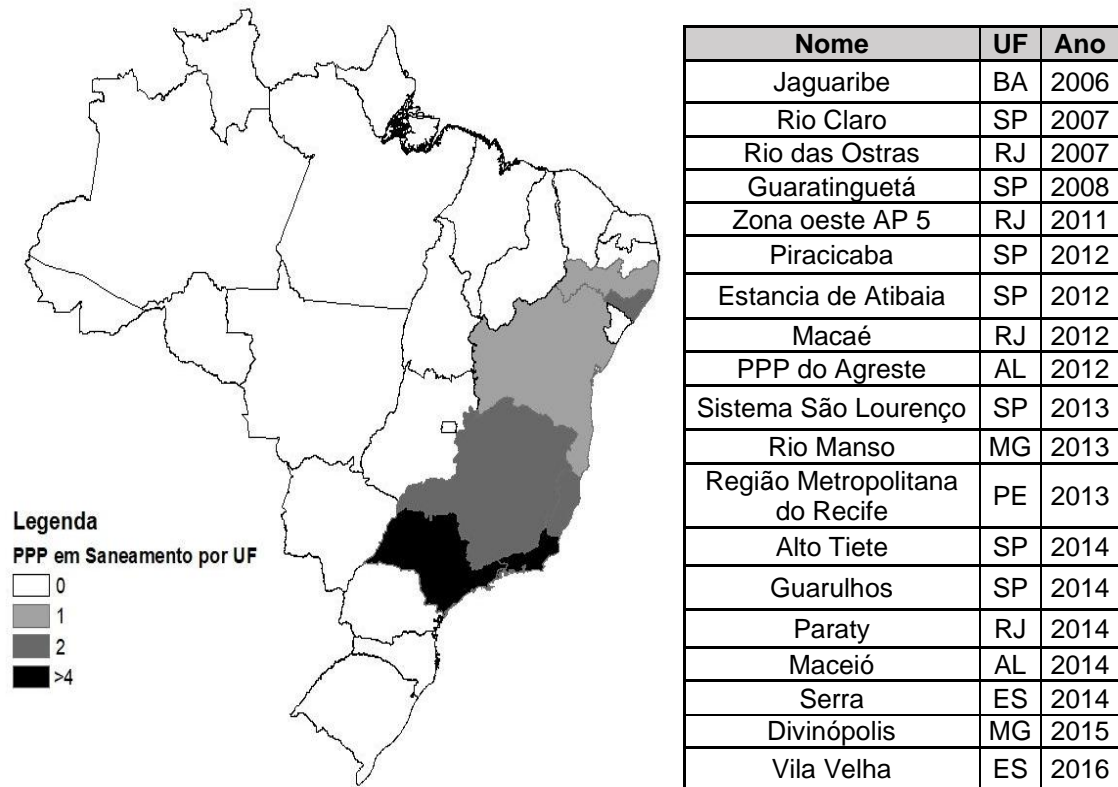 Legenda
PPP em Saneamento por UF
0
1
2
>4
Nome UF Ano
Jaguaribe BA 2006
Rio Claro SP 2007
Rio das Ostras RJ 2007
Guaratinguetá SP 2008
Zona oeste AP 5 RJ 2011
Piracicaba SP 2012
Estancia de Atibaia SP 2012
Macaé RJ 2012
PPP do Agreste AL 2012
Sistema São Lourenço SP 2013
Rio Manso MG 2013
Região Metropolitana
do Recife PE 2013
Alto Tiete SP 2014
Guarulhos SP 2014
Paraty RJ 2014
Maceió AL 2014
Serra ES 2014
Divinópolis MG 2015
Vila Velha ES 2016